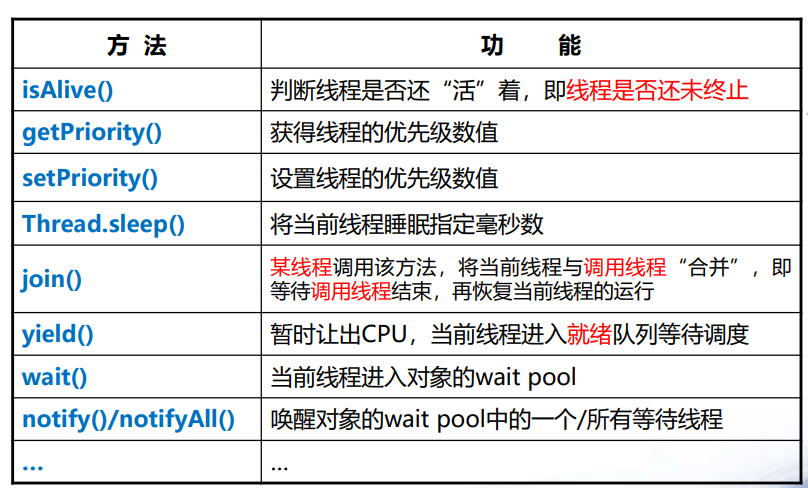 方 法 功 能
isAlive() 判断线程是否还“活”着，即线程是否还未终止
getPriority() 获得线程的优先级数值
setPriority() 设置线程的优先级数值
Thread.sleep() 将当前线程睡眠指定毫秒数
join() 某线程调用该方法，将当前线程与调用线程“合并”，即
等待调用线程结束，再恢复当前线程的运行
yield() 暂时让出CPU，当前线程进入就绪队列等待调度
wait() 当前线程进入对象的wait pool
notify()/notifyAll() 唤醒对象的wait pool中的一个/所有等待线程
... ...